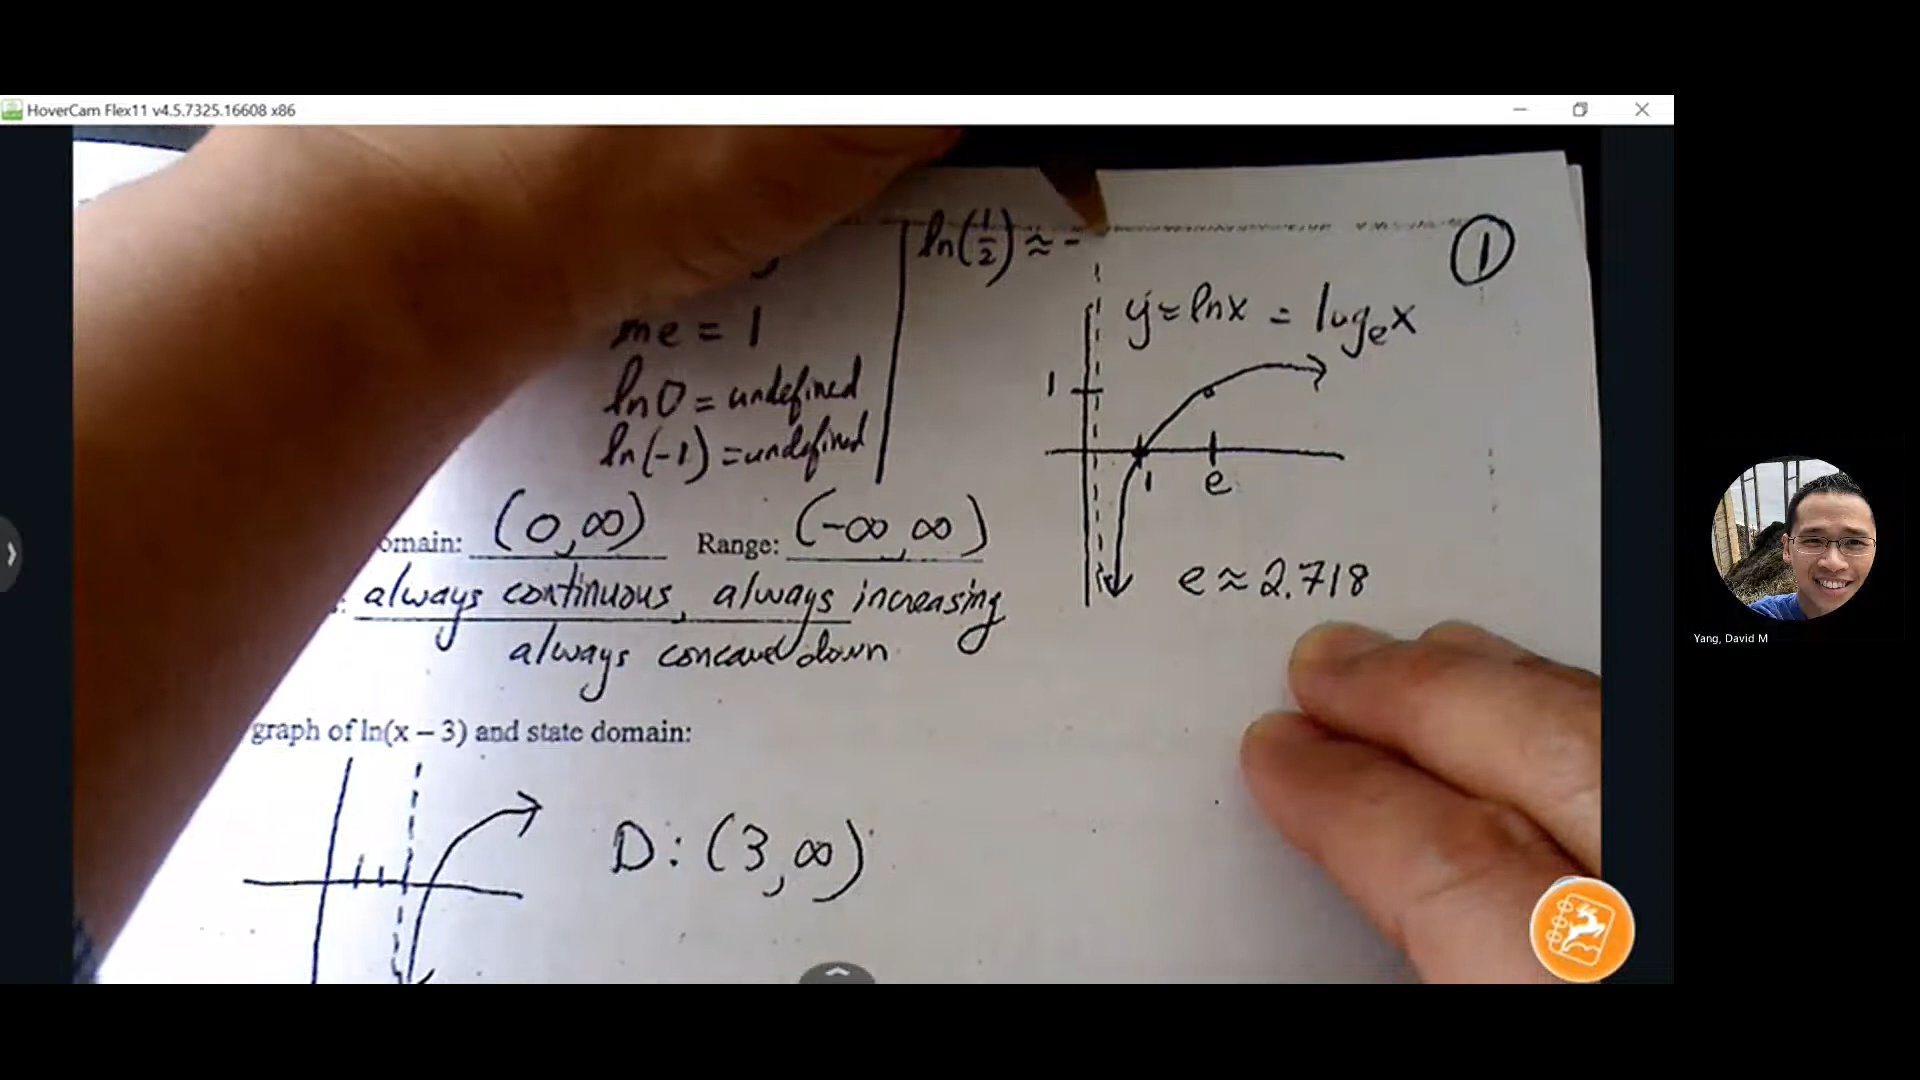 HoverCam Flex11 v4.5.7325.16608 x86
ln(1/2) ≈ -
1
y = ln x = log_e x
= 1
ln 0 = undefined
ln(-1) = undefined
1
1 e
omain: (0, ∞) Range: (-∞, ∞)
always continuous, always increasing
always concave down
e ≈ 2.718
graph of ln(x – 3) and state domain:
D: (3, ∞)
Yang, David M